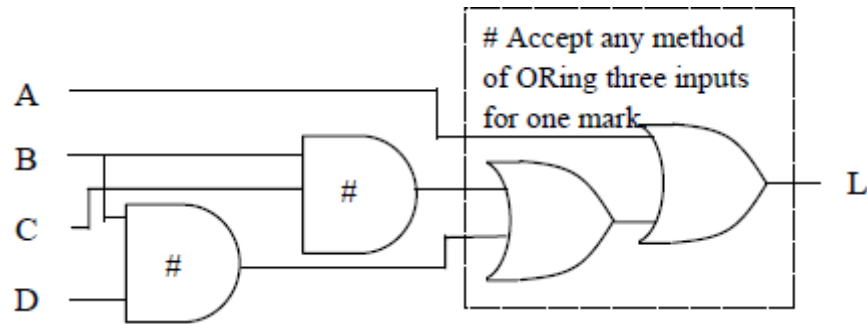 # Accept any method
of ORing three inputs
for one mark
A
B
#
L
C
#
D